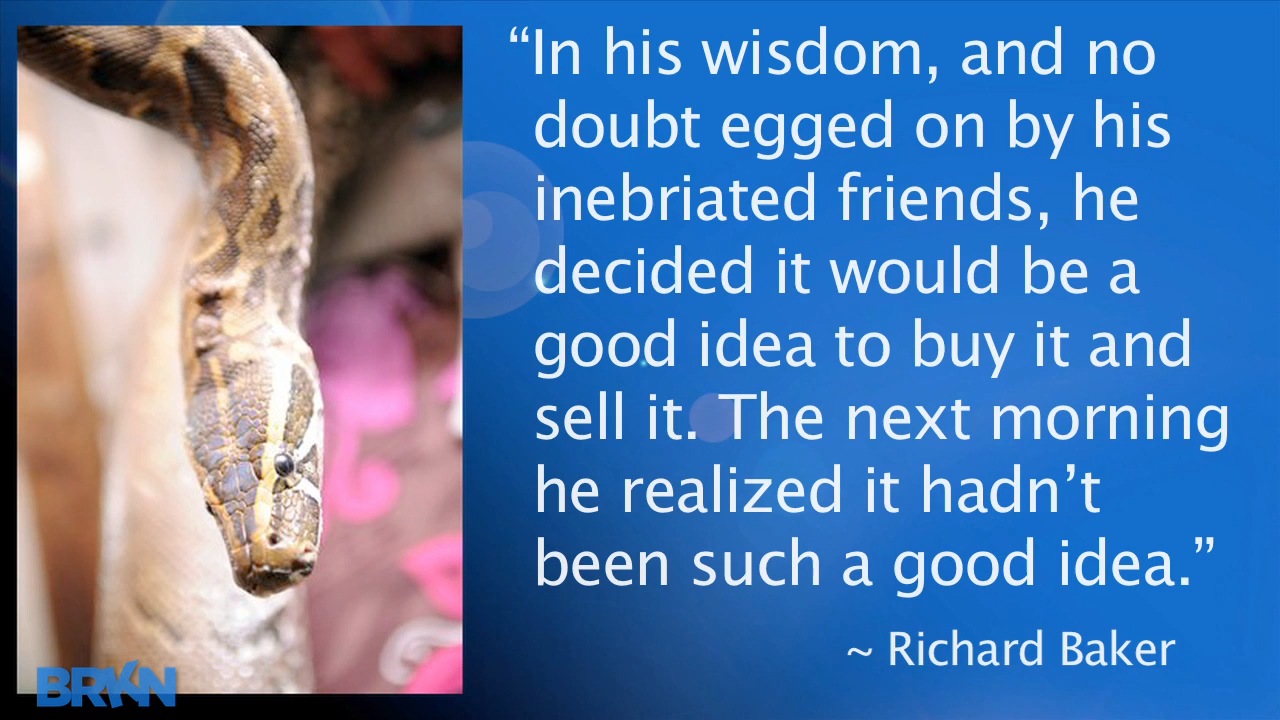 “In his wisdom, and no
doubt egged on by his
inebriated friends, he
decided it would be a
good idea to buy it and
sell it. The next morning
he realized it hadn’t
been such a good idea.”
~ Richard Baker
BRKN